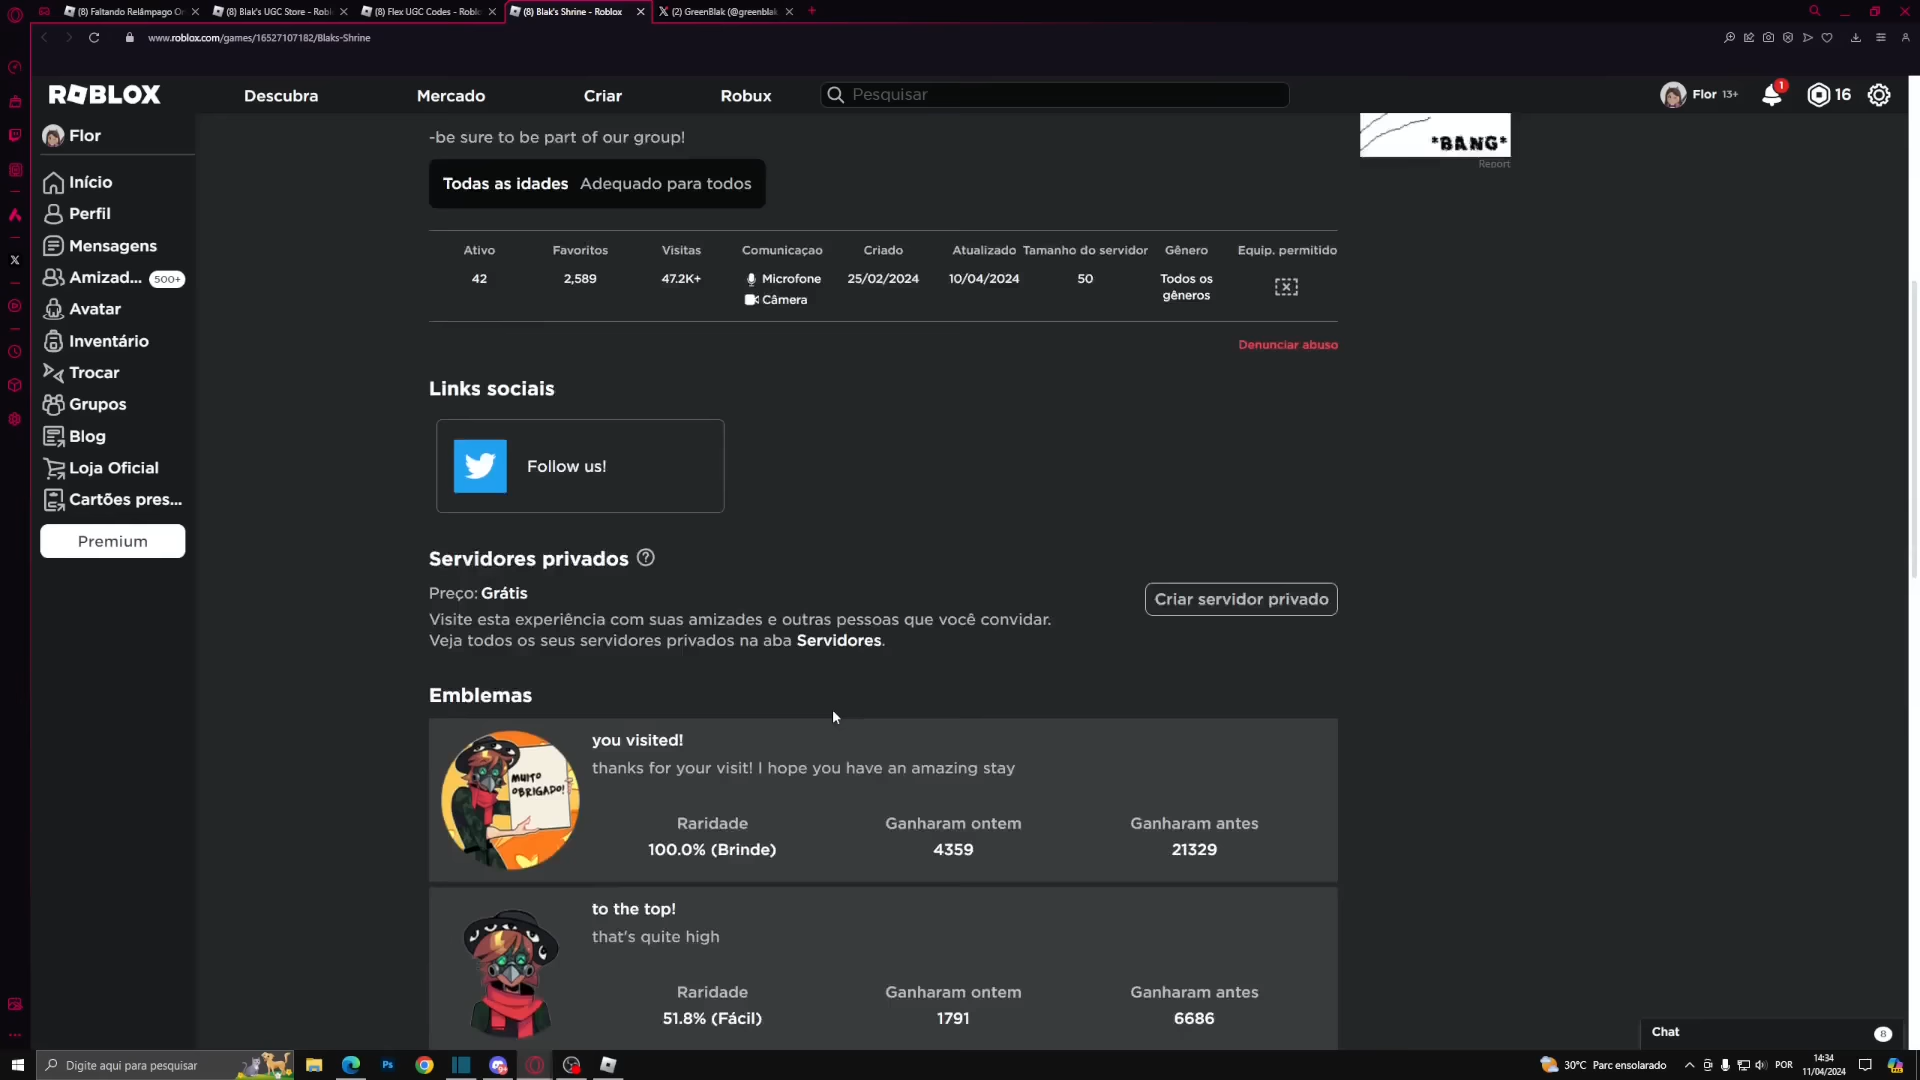 (8) Faltando Relâmpago O
(8) Blak's UGC Store - Robl
(8) Flex UGC Codes - Roblo
(8) Blak's Shrine - Roblox
(2) GreenBlak (@greenblak
www.roblox.com/games/16527107182/Blaks-Shrine
ROBLOX
Descubra
Mercado
Criar
Robux
Pesquisar
Flor 13+
1
16
Flor
Início
Perfil
Mensagens
Amizad... 500+
Avatar
Inventário
Trocar
Grupos
Blog
Loja Oficial
Cartões pres...
Premium
-be sure to be part of our group!
Todas as idades Adequado para todos
*BANG*
Report
Ativo Favoritos Visitas Comunicaçao Criado Atualizado Tamanho do servidor Gênero Equip. permitido
42 2,589 47.2K+ Microfone 25/02/2024 10/04/2024 50 Todos os
Câmera gêneros
Denunciar abuso
Links sociais
Follow us!
Servidores privados
Preço: Grátis
Criar servidor privado
Visite esta experiência com suas amizades e outras pessoas que você convidar.
Veja todos os seus servidores privados na aba Servidores.
Emblemas
MUITO
OBRIGADO!
you visited!
thanks for your visit! I hope you have an amazing stay
Raridade Ganharam ontem Ganharam antes
100.0% (Brinde) 4359 21329
to the top!
that's quite high
Raridade Ganharam ontem Ganharam antes
51.8% (Fácil) 1791 6686
Chat 8
Digite aqui para pesquisar
Ps
30°C Parc ensolarado
POR
14:34
11/04/2024